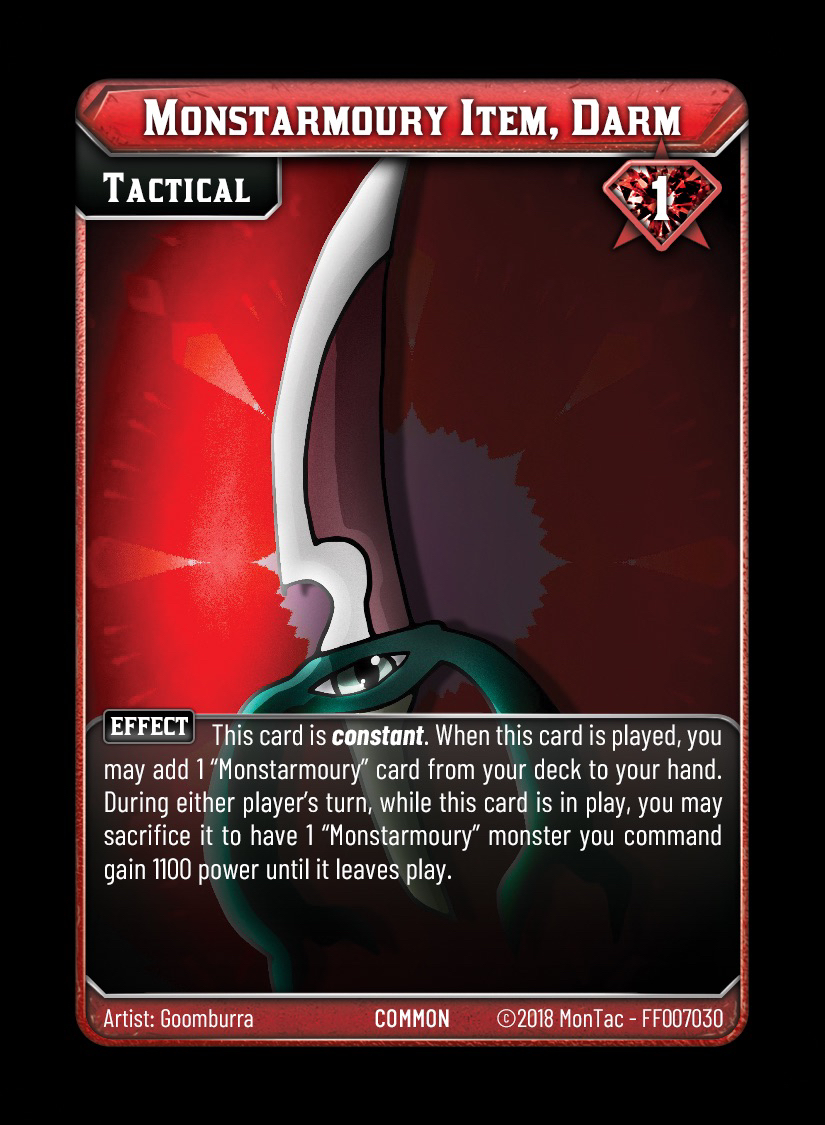 Monstarmoury Item, Darm
Tactical
1
EFFECT This card is constant. When this card is played, you
may add 1 “Monstarmoury” card from your deck to your hand.
During either player’s turn, while this card is in play, you may
sacrifice it to have 1 “Monstarmoury” monster you command
gain 1100 power until it leaves play.
Artist: Goomburra COMMON ©2018 MonTac - FF007030